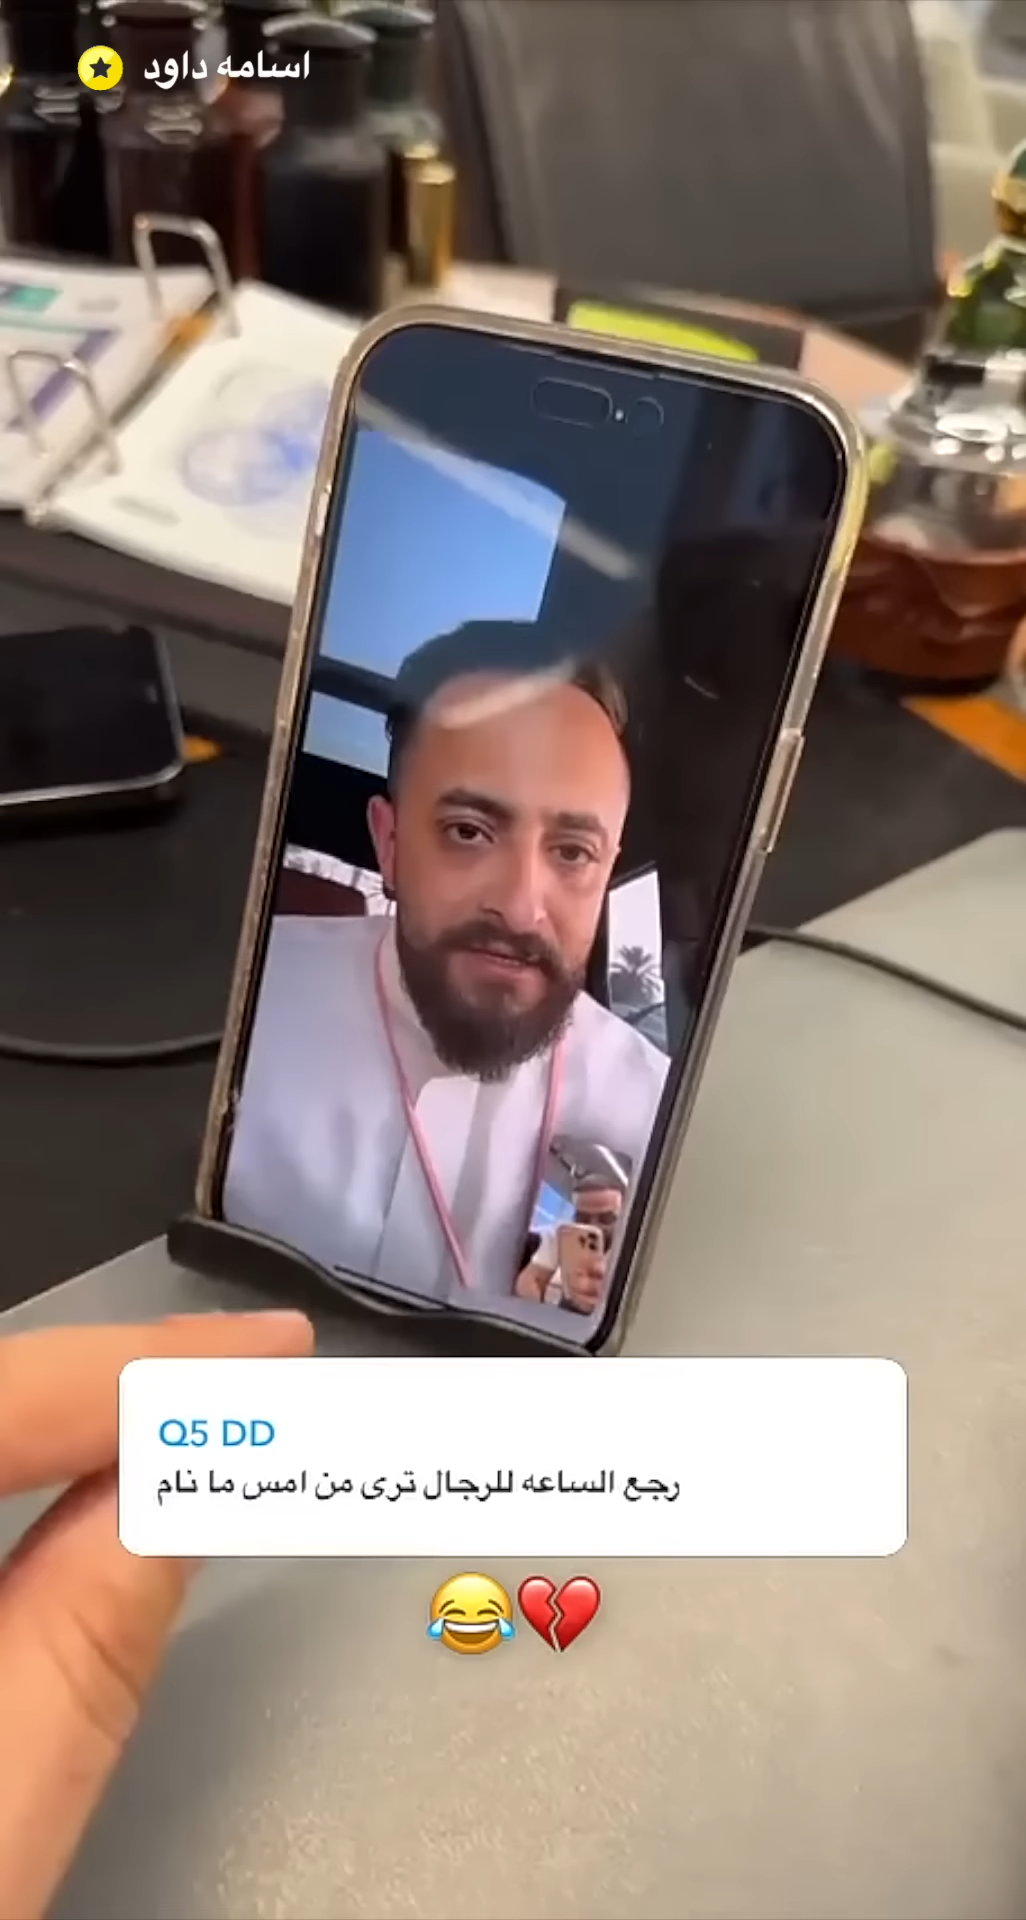 اسامه داود
Q5 DD
رجع الساعه للرجال ترى من امس ما نام
😂💔